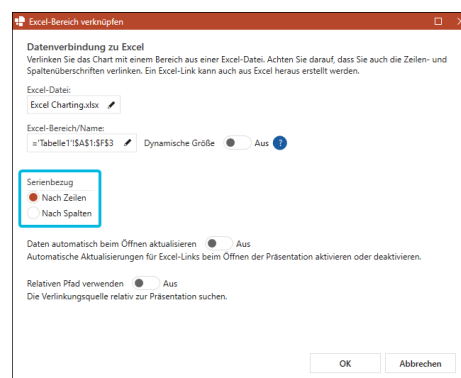 Excel-Bereich verknüpfen
Datenverbindung zu Excel
Verlinken Sie das Chart mit einem Bereich aus einer Excel-Datei. Achten Sie darauf, dass Sie auch die Zeilen- und
Spaltenüberschriften verlinken. Ein Excel-Link kann auch aus Excel heraus erstellt werden.
Excel-Datei:
Excel Charting.xlsx
Excel-Bereich/Name:
='Tabelle1'!$A$1:$F$3 Dynamische Größe Aus ?
Serienbezug
Nach Zeilen
Nach Spalten
Daten automatisch beim Öffnen aktualisieren Aus
Automatische Aktualisierungen für Excel-Links beim Öffnen der Präsentation aktivieren oder deaktivieren.
Relativen Pfad verwenden Aus
Die Verlinkungsquelle relativ zur Präsentation suchen.
OK Abbrechen